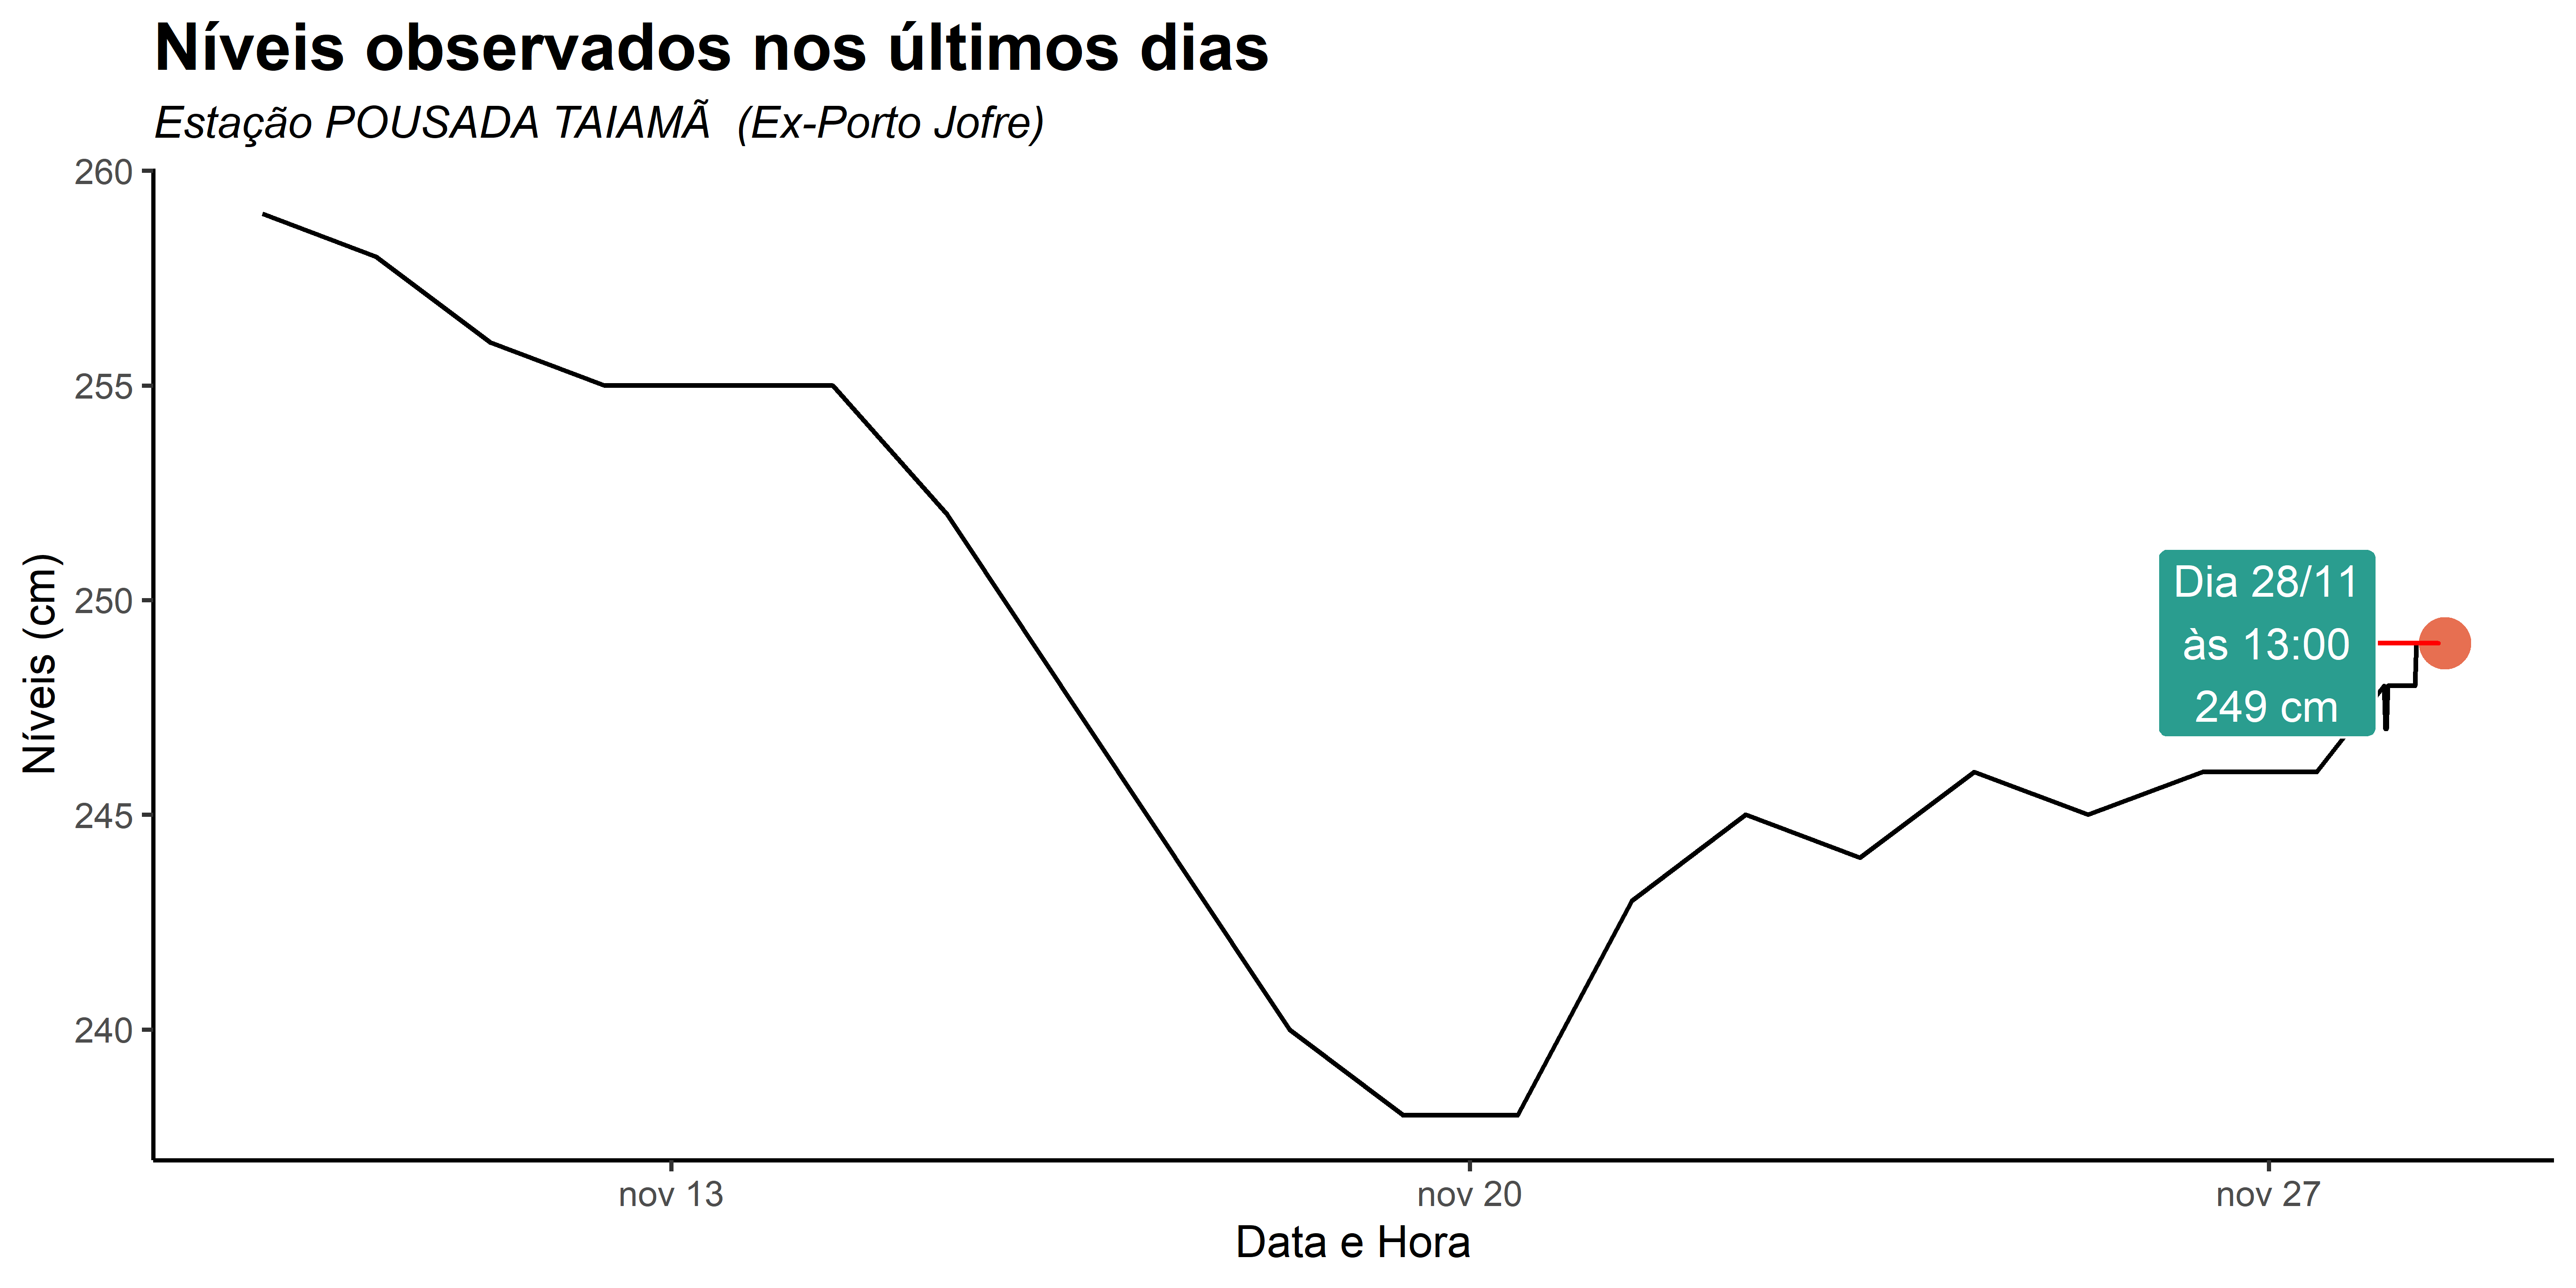 Níveis observados nos últimos dias
Estação POUSADA TAIAMÃ  (Ex-Porto Jofre)
Níveis (cm)
260
255
250
245
240
Dia 28/11
às 13:00
249 cm
nov 13
nov 20
nov 27
Data e Hora